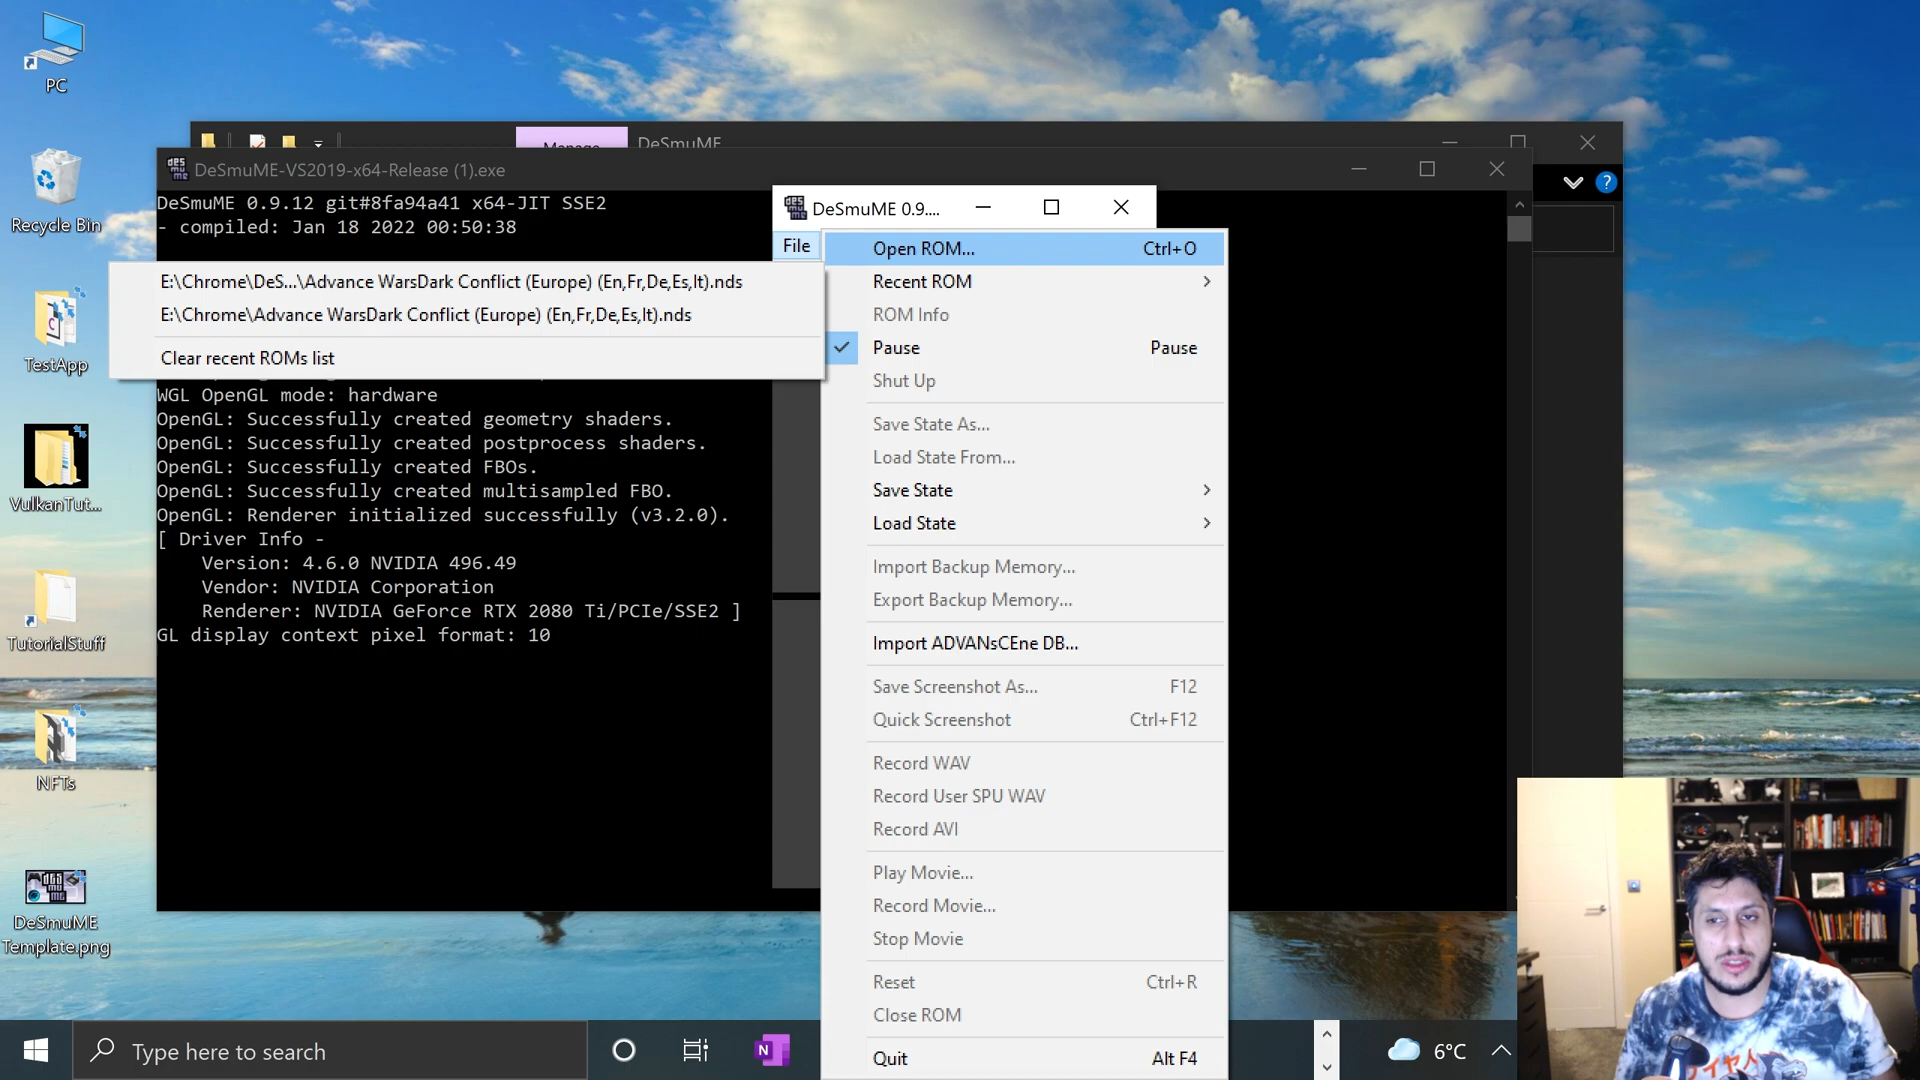 PC
Recycle Bin
TestApp
VulkanTut...
TutorialStuff
NFTs
DeSmuME
Template.png
Manage
DeSmuME
DeSmuME-VS2019-x64-Release (1).exe
DeSmuME 0.9.12 git#8fa94a41 x64-JIT SSE2
- compiled: Jan 18 2022 00:50:38
E:\Chrome\DeS...\Advance WarsDark Conflict (Europe) (En,Fr,De,Es,It).nds
E:\Chrome\Advance WarsDark Conflict (Europe) (En,Fr,De,Es,It).nds
Clear recent ROMs list
WGL OpenGL mode: hardware
OpenGL: Successfully created geometry shaders.
OpenGL: Successfully created postprocess shaders.
OpenGL: Successfully created FBOs.
OpenGL: Successfully created multisampled FBO.
OpenGL: Renderer initialized successfully (v3.2.0).
[ Driver Info -
Version: 4.6.0 NVIDIA 496.49
Vendor: NVIDIA Corporation
Renderer: NVIDIA GeForce RTX 2080 Ti/PCIe/SSE2 ]
GL display context pixel format: 10
DeSmuME 0.9....
File
Open ROM... Ctrl+O
Recent ROM
ROM Info
Pause Pause
Shut Up
Save State As...
Load State From...
Save State
Load State
Import Backup Memory...
Export Backup Memory...
Import ADVANsCEne DB...
Save Screenshot As... F12
Quick Screenshot Ctrl+F12
Record WAV
Record User SPU WAV
Record AVI
Play Movie...
Record Movie...
Stop Movie
Reset Ctrl+R
Close ROM
Quit Alt F4
Type here to search
N
6°C